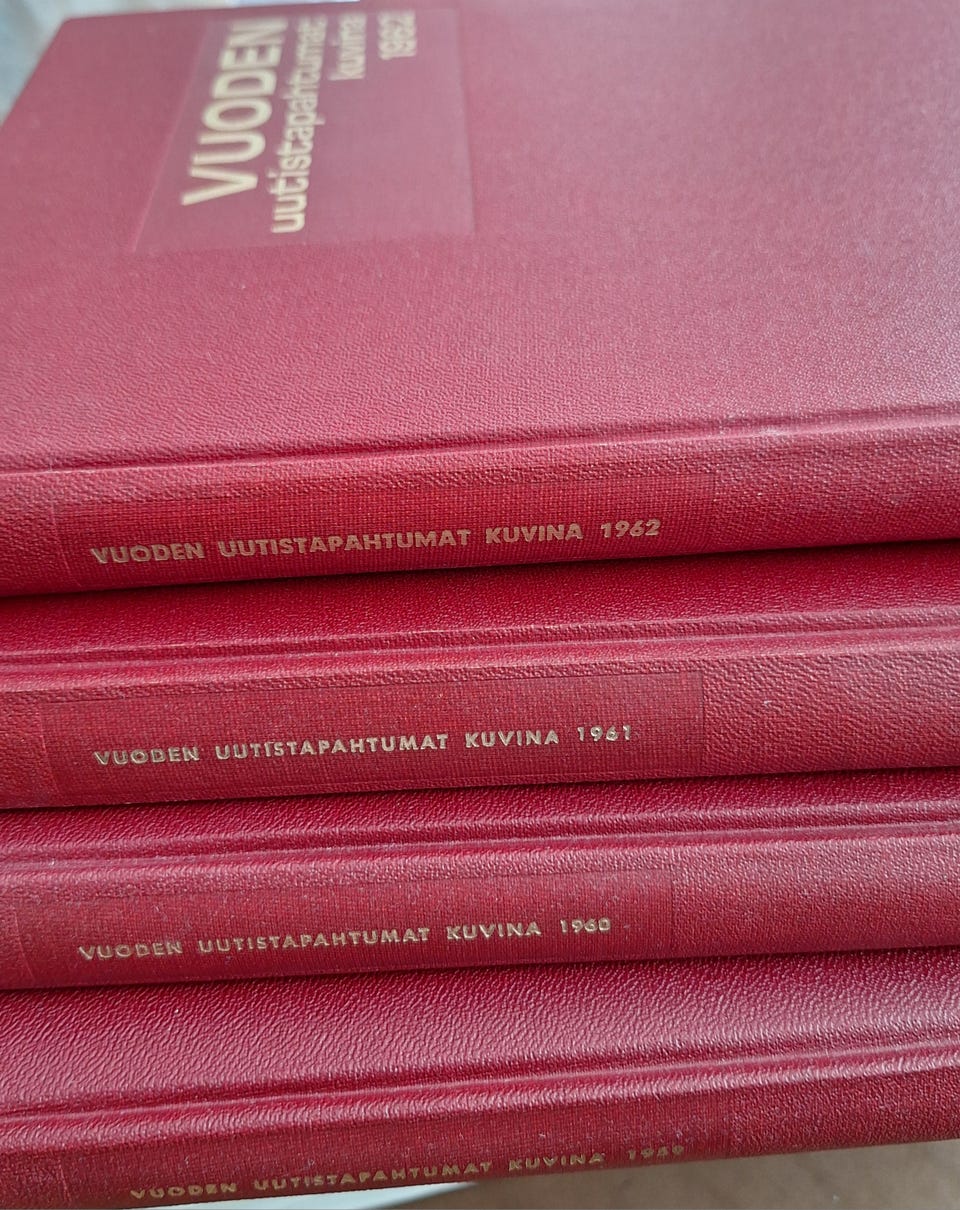 VUODEN
uutistapahtumat
kuvina
1962
VUODEN UUTISTAPAHTUMAT KUVINA 1962
VUODEN UUTISTAPAHTUMAT KUVINA 1961
VUODEN UUTISTAPAHTUMAT KUVINA 1960
VUODEN UUTISTAPAHTUMAT KUVINA 1959